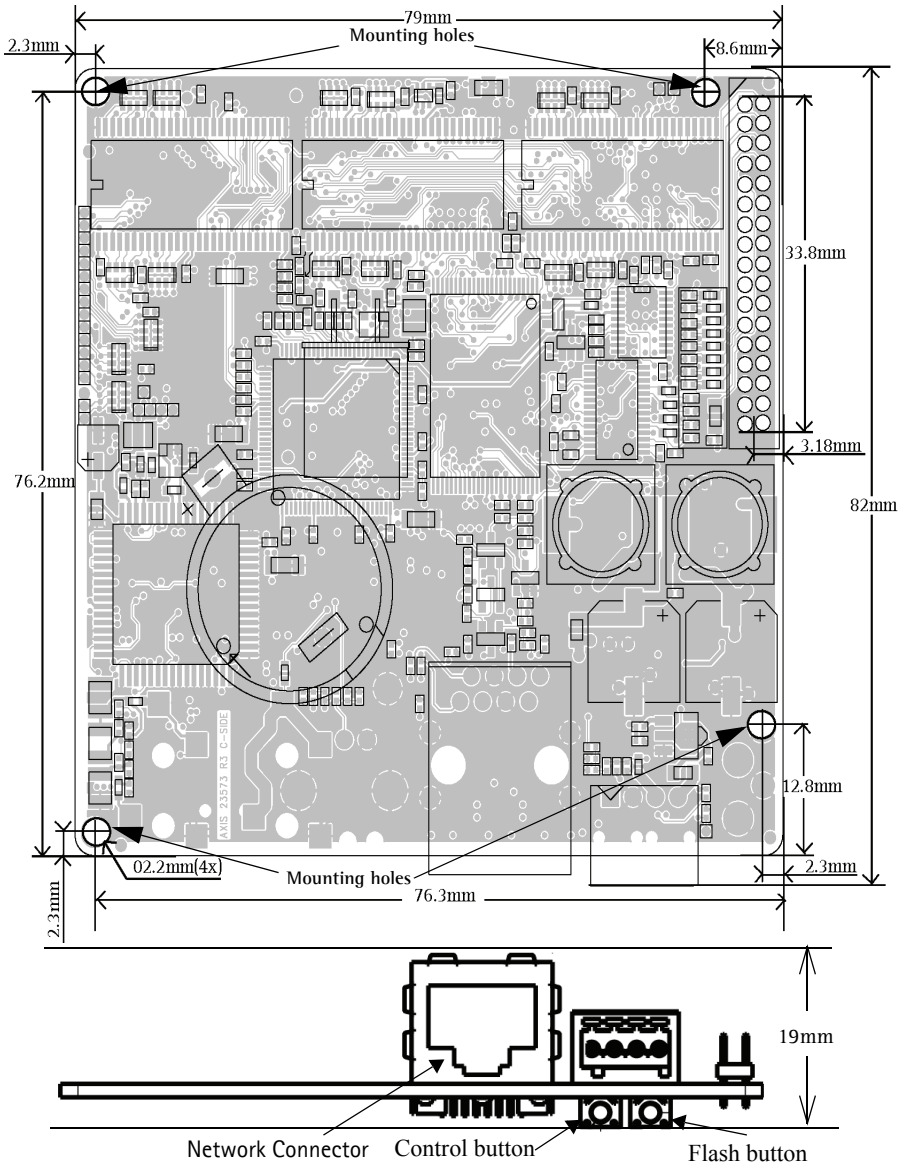 79mm
2.3mm
Mounting holes
8.6mm
33.8mm
3.18mm
76.2mm
82mm
AXIS 23573 R3 C-SIDE
12.8mm
02.2mm(4x)
Mounting holes
2.3mm
2.3mm
76.3mm
19mm
Network Connector
Control button
Flash button